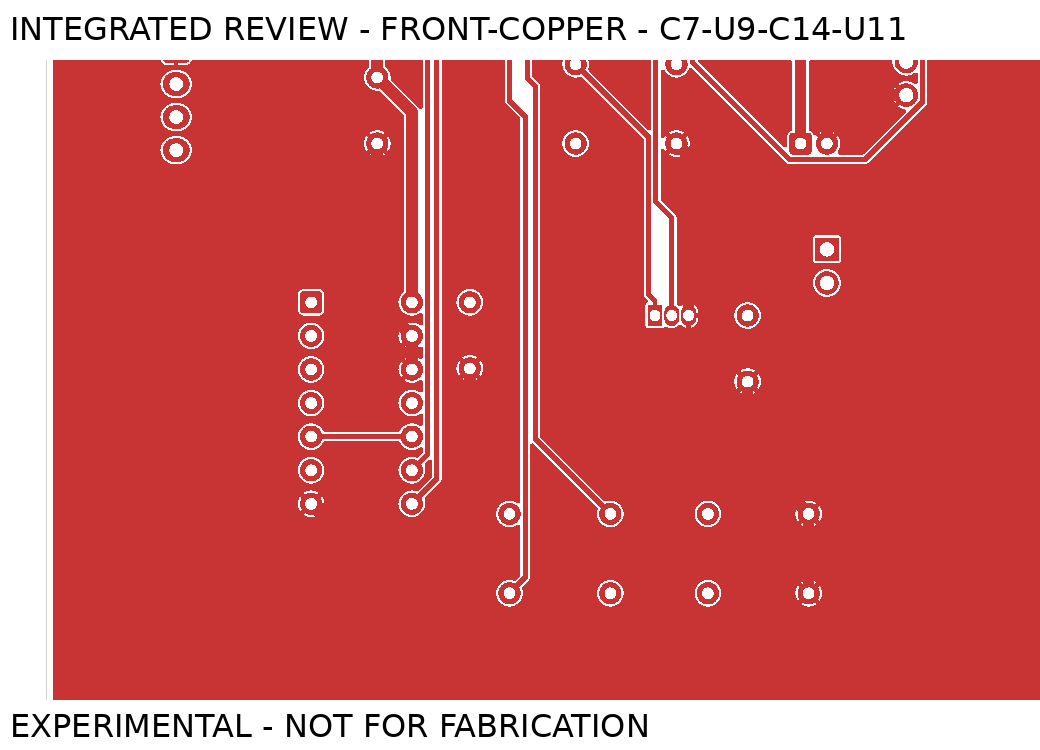 INTEGRATED REVIEW - FRONT-COPPER - C7-U9-C14-U11
EXPERIMENTAL - NOT FOR FABRICATION